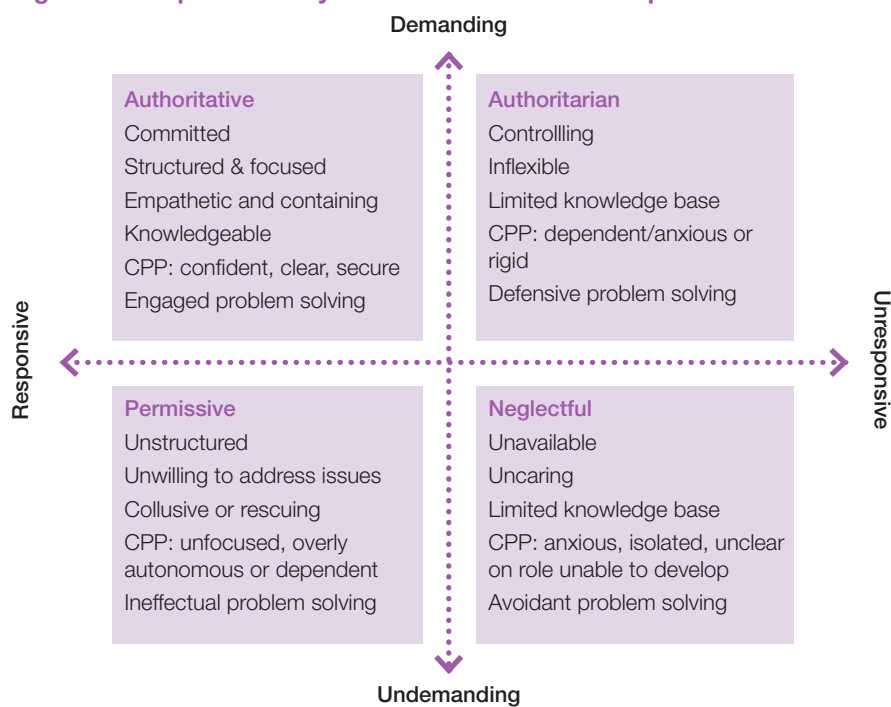 Demanding
Authoritative
Committed
Structured & focused
Empathetic and containing
Knowledgeable
CPP: confident, clear, secure
Engaged problem solving
Authoritarian
Controllling
Inflexible
Limited knowledge base
CPP: dependent/anxious or
rigid
Defensive problem solving
Responsive
Unresponsive
Permissive
Unstructured
Unwilling to address issues
Collusive or rescuing
CPP: unfocused, overly
autonomous or dependent
Ineffectual problem solving
Neglectful
Unavailable
Uncaring
Limited knowledge base
CPP: anxious, isolated, unclear
on role unable to develop
Avoidant problem solving
Undemanding